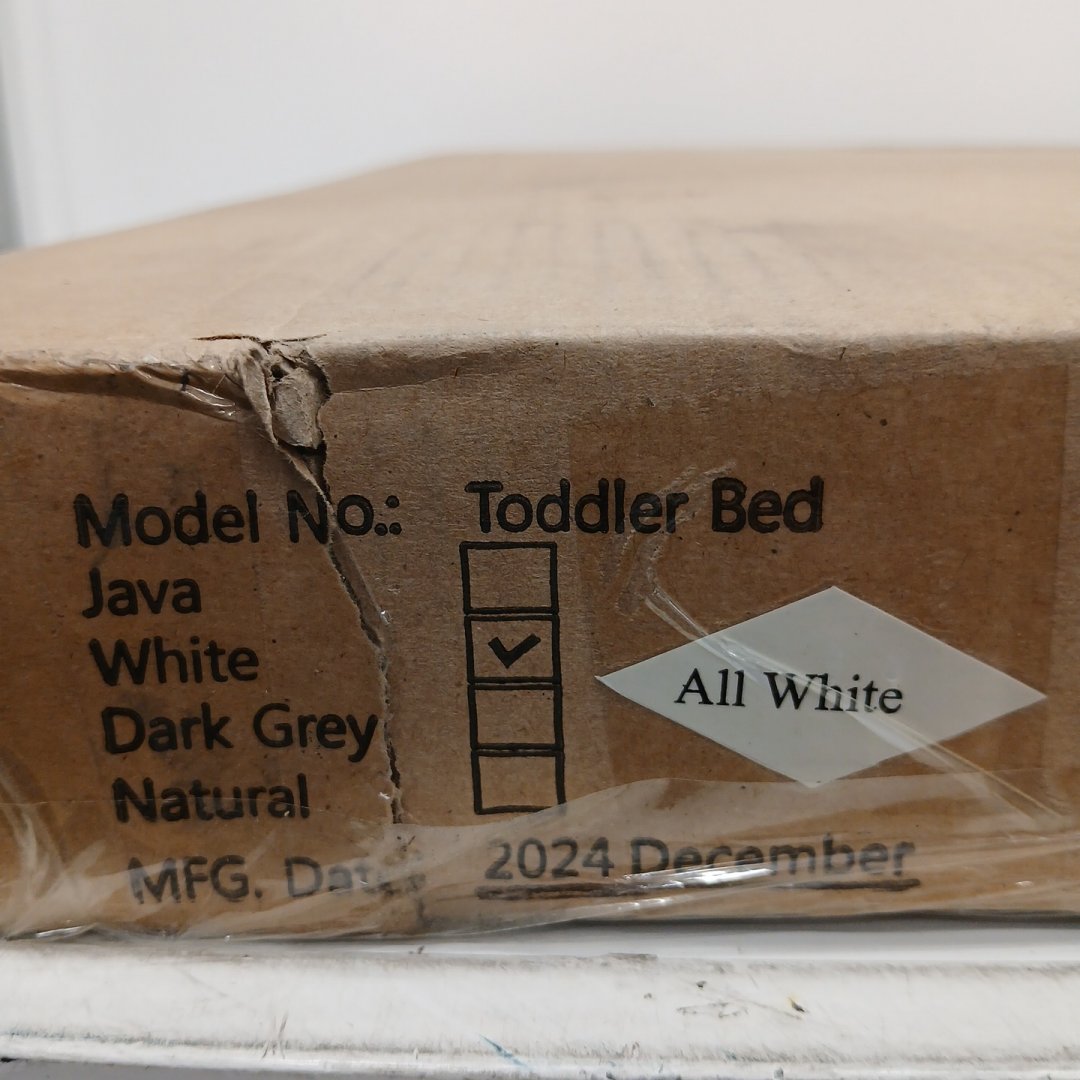 Model No.: Toddler Bed
Java
White ✓
All White
Dark Grey
Natural
MFG. Date: 2024 December